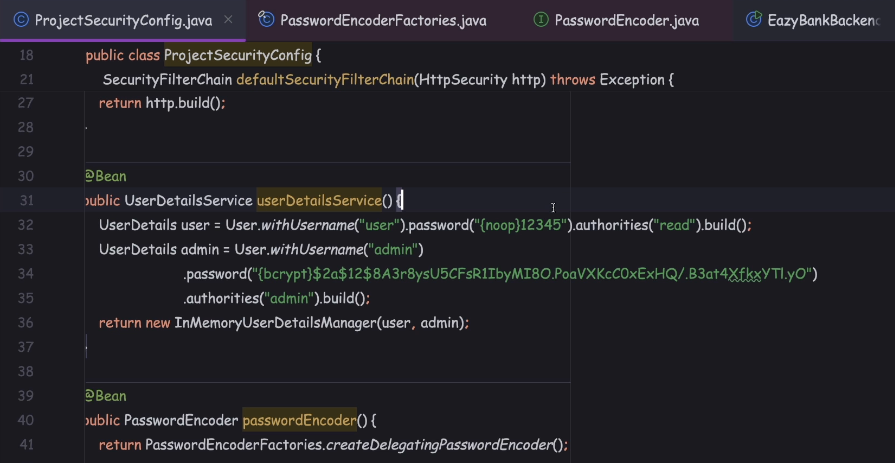 ProjectSecurityConfig.java × PasswordEncoderFactories.java PasswordEncoder.java EazyBankBackend
18 public class ProjectSecurityConfig {
21 SecurityFilterChain defaultSecurityFilterChain(HttpSecurity http) throws Exception {
27 return http.build();
28
29
30 @Bean
31 public UserDetailsService userDetailsService() {
32 UserDetails user = User.withUsername("user").password("{noop}12345").authorities("read").build();
33 UserDetails admin = User.withUsername("admin")
34 .password("{bcrypt}$2a$12$8A3r8ysU5CFsR1IbyMI8O.PoaVXKcC0xExHQ/.B3at4XfkxYTl.yO")
35 .authorities("admin").build();
36 return new InMemoryUserDetailsManager(user, admin);
37
38
39 @Bean
40 public PasswordEncoder passwordEncoder() {
41 return PasswordEncoderFactories.createDelegatingPasswordEncoder();